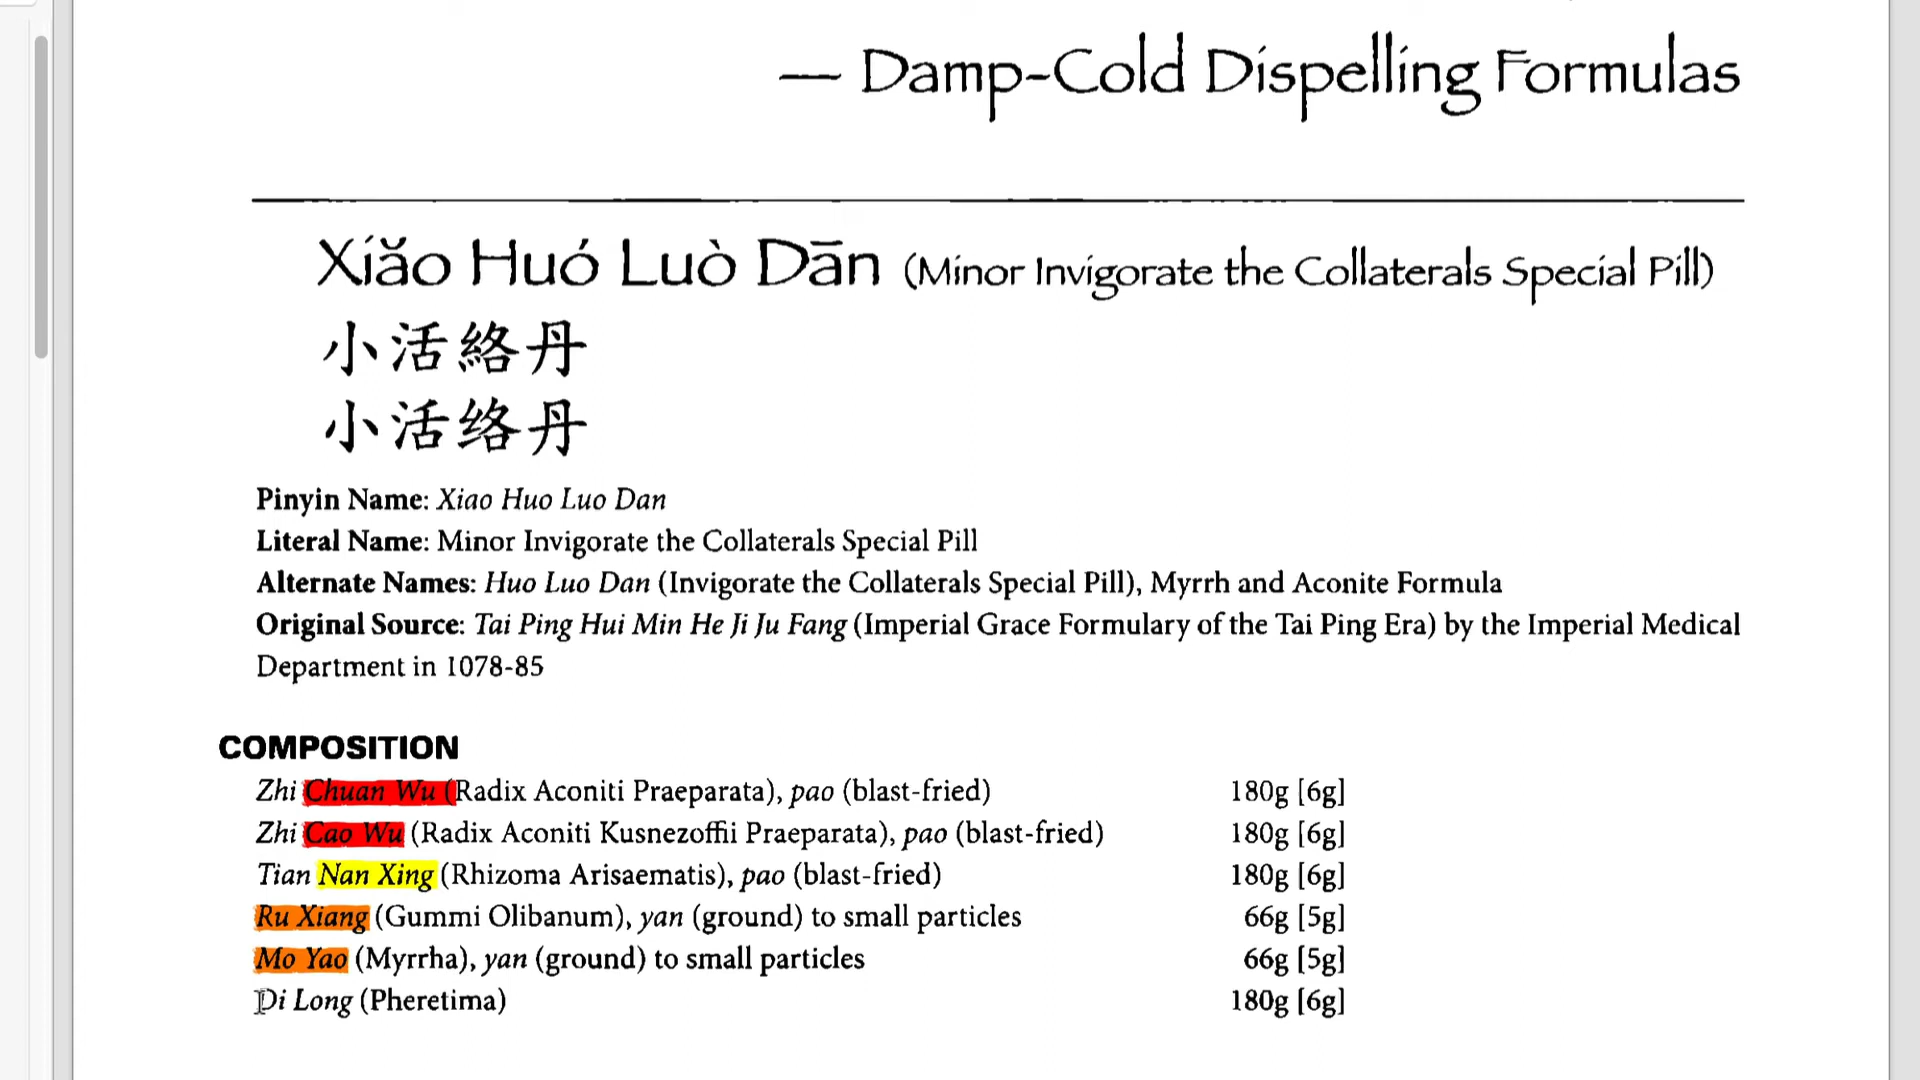 — Damp-Cold Dispelling Formulas
Xiǎo Huó Luò Dān (Minor Invigorate the Collaterals Special Pill)
小活絡丹
小活络丹
Pinyin Name: Xiao Huo Luo Dan
Literal Name: Minor Invigorate the Collaterals Special Pill
Alternate Names: Huo Luo Dan (Invigorate the Collaterals Special Pill), Myrrh and Aconite Formula
Original Source: Tai Ping Hui Min He Ji Ju Fang (Imperial Grace Formulary of the Tai Ping Era) by the Imperial Medical
Department in 1078-85
COMPOSITION
Zhi Chuan Wu (Radix Aconiti Praeparata), pao (blast-fried) 180g [6g]
Zhi Cao Wu (Radix Aconiti Kusnezoffii Praeparata), pao (blast-fried) 180g [6g]
Tian Nan Xing (Rhizoma Arisaematis), pao (blast-fried) 180g [6g]
Ru Xiang (Gummi Olibanum), yan (ground) to small particles 66g [5g]
Mo Yao (Myrrha), yan (ground) to small particles 66g [5g]
Di Long (Pheretima) 180g [6g]